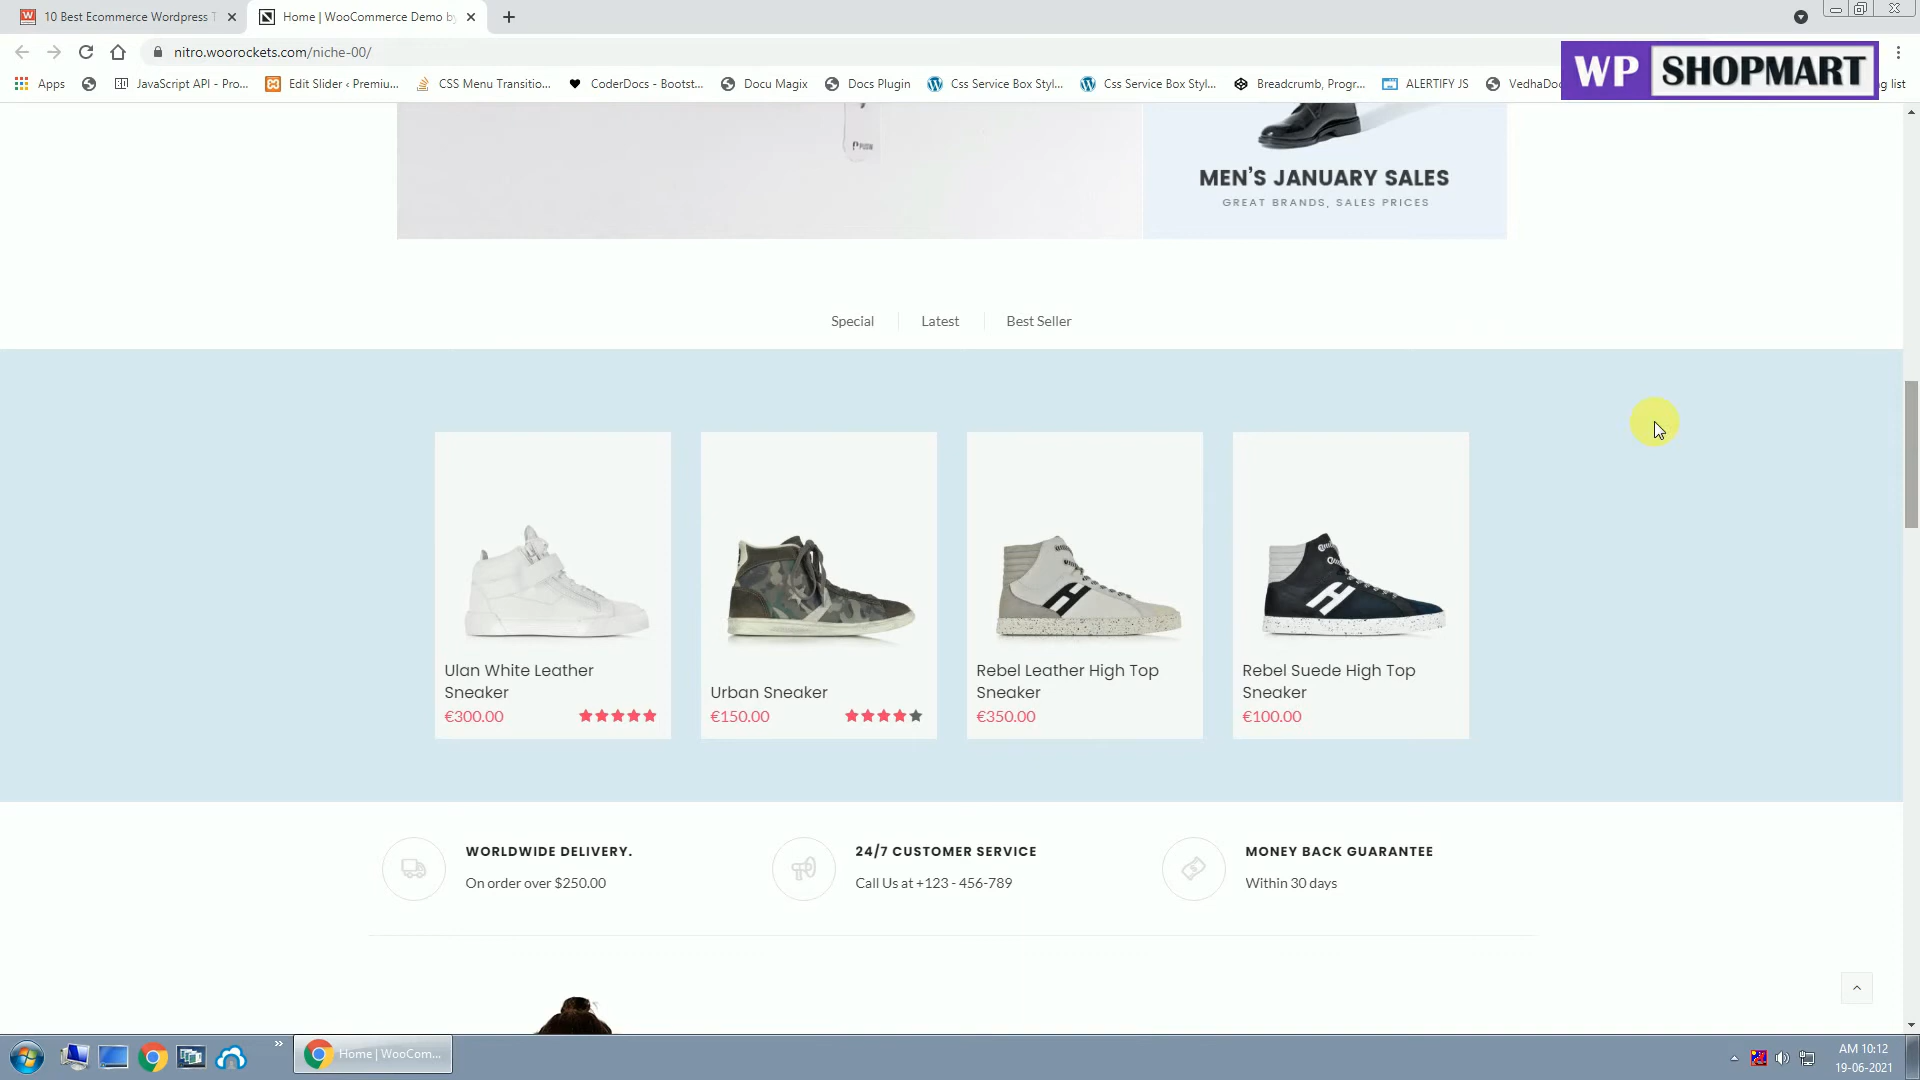 10 Best Ecommerce Wordpress T
Home | WooCommerce Demo by
nitro.woorockets.com/niche-00/
WP SHOPMART
Apps
JavaScript API - Pro...
Edit Slider ‹ Premiu...
CSS Menu Transitio...
CoderDocs - Bootst...
Docu Magix
Docs Plugin
Css Service Box Styl...
Css Service Box Styl...
Breadcrumb, Progr...
ALERTIFY JS
VedhaDoc
g list
PUSH
MEN'S JANUARY SALES
GREAT BRANDS, SALES PRICES
Special
Latest
Best Seller
Ulan White Leather
Sneaker
€300.00
Urban Sneaker
€150.00
Rebel Leather High Top
Sneaker
€350.00
Rebel Suede High Top
Sneaker
€100.00
WORLDWIDE DELIVERY.
On order over $250.00
24/7 CUSTOMER SERVICE
Call Us at +123 - 456-789
MONEY BACK GUARANTEE
Within 30 days
Home | WooCom...
AM 10:12
19-06-2021